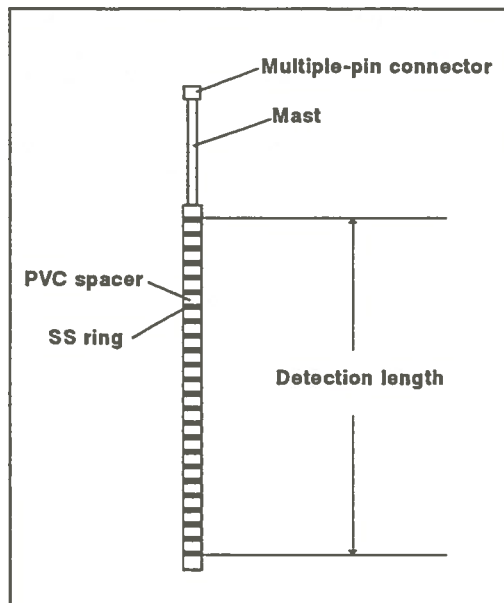 Multiple-pin connector
Mast
PVC spacer
SS ring
Detection length